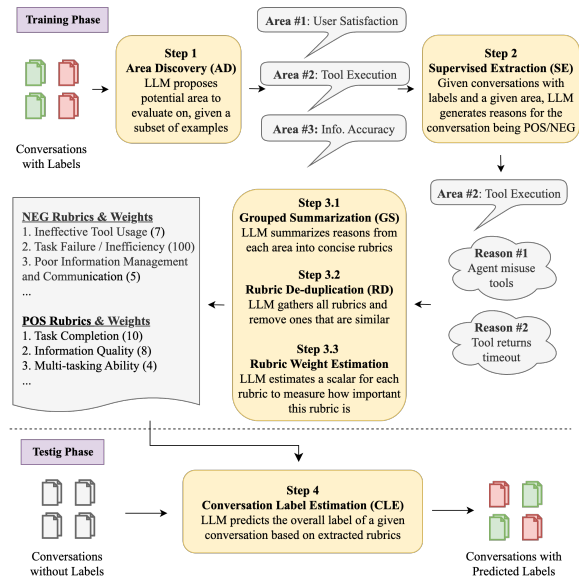 Training Phase
Conversations
with Labels
Step 1
Area Discovery (AD)
LLM proposes
potential area to
evaluate on, given a
subset of examples
Area #1: User Satisfaction
Area #2: Tool Execution
Area #3: Info. Accuracy
Step 2
Supervised Extraction (SE)
Given conversations with
labels and a given area, LLM
generates reasons for the
conversation being POS/NEG
Area #2: Tool Execution
Reason #1
Agent misuse
tools
Reason #2
Tool returns
timeout
Step 3.1
Grouped Summarization (GS)
LLM summarizes reasons from
each area into concise rubrics
Step 3.2
Rubric De-duplication (RD)
LLM gathers all rubrics and
remove ones that are similar
Step 3.3
Rubric Weight Estimation
LLM estimates a scalar for each
rubric to measure how important
this rubric is
NEG Rubrics & Weights
1. Ineffective Tool Usage (7)
2. Task Failure / Inefficiency (100)
3. Poor Information Management
and Communication (5)
...
POS Rubrics & Weights
1. Task Completion (10)
2. Information Quality (8)
3. Multi-tasking Ability (4)
...
Testig Phase
Conversations
without Labels
Step 4
Conversation Label Estimation (CLE)
LLM predicts the overall label of a given
conversation based on extracted rubrics
Conversations with
Predicted Labels